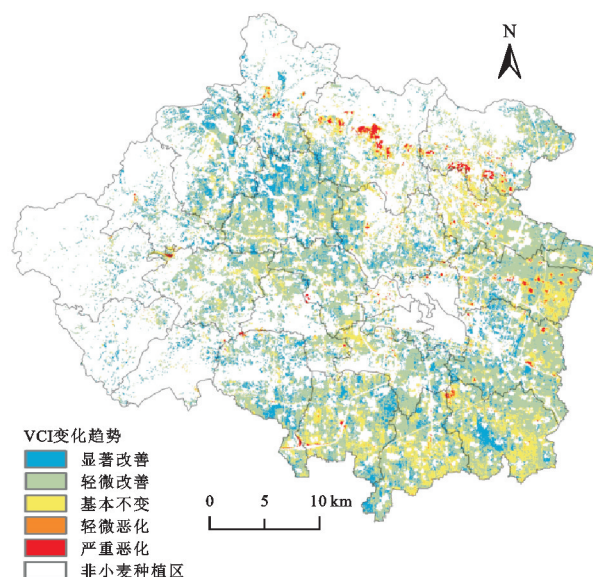 N
VCI变化趋势
显著改善
轻微改善
基本不变
轻微恶化
严重恶化
非小麦种植区
0 5 10 km